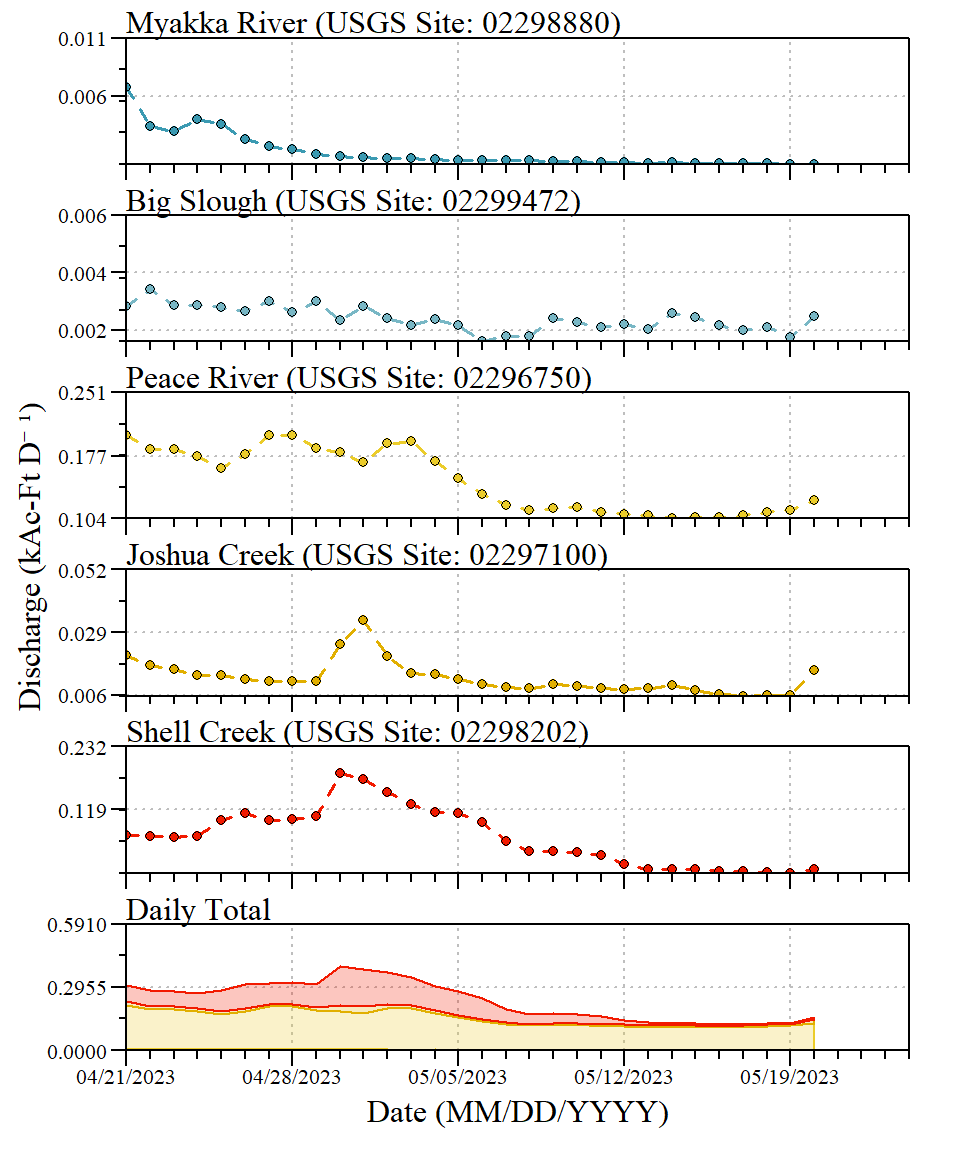 Myakka River (USGS Site: 02298880)
0.011
0.006
Big Slough (USGS Site: 02299472)
0.006
0.004
0.002
Peace River (USGS Site: 02296750)
0.251
0.177
0.104
Joshua Creek (USGS Site: 02297100)
0.052
0.029
0.006
Shell Creek (USGS Site: 02298202)
0.232
0.119
Daily Total
0.5910
0.2955
0.0000
Discharge (kAc-Ft D⁻¹)
04/21/2023 04/28/2023 05/05/2023 05/12/2023 05/19/2023
Date (MM/DD/YYYY)